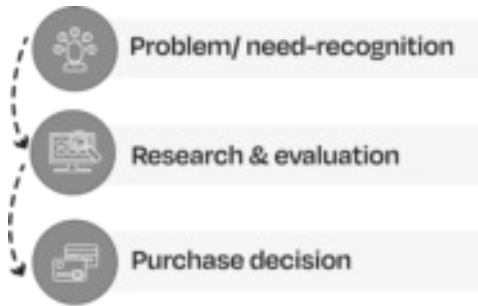 Problem/ need-recognition
Research & evaluation
Purchase decision